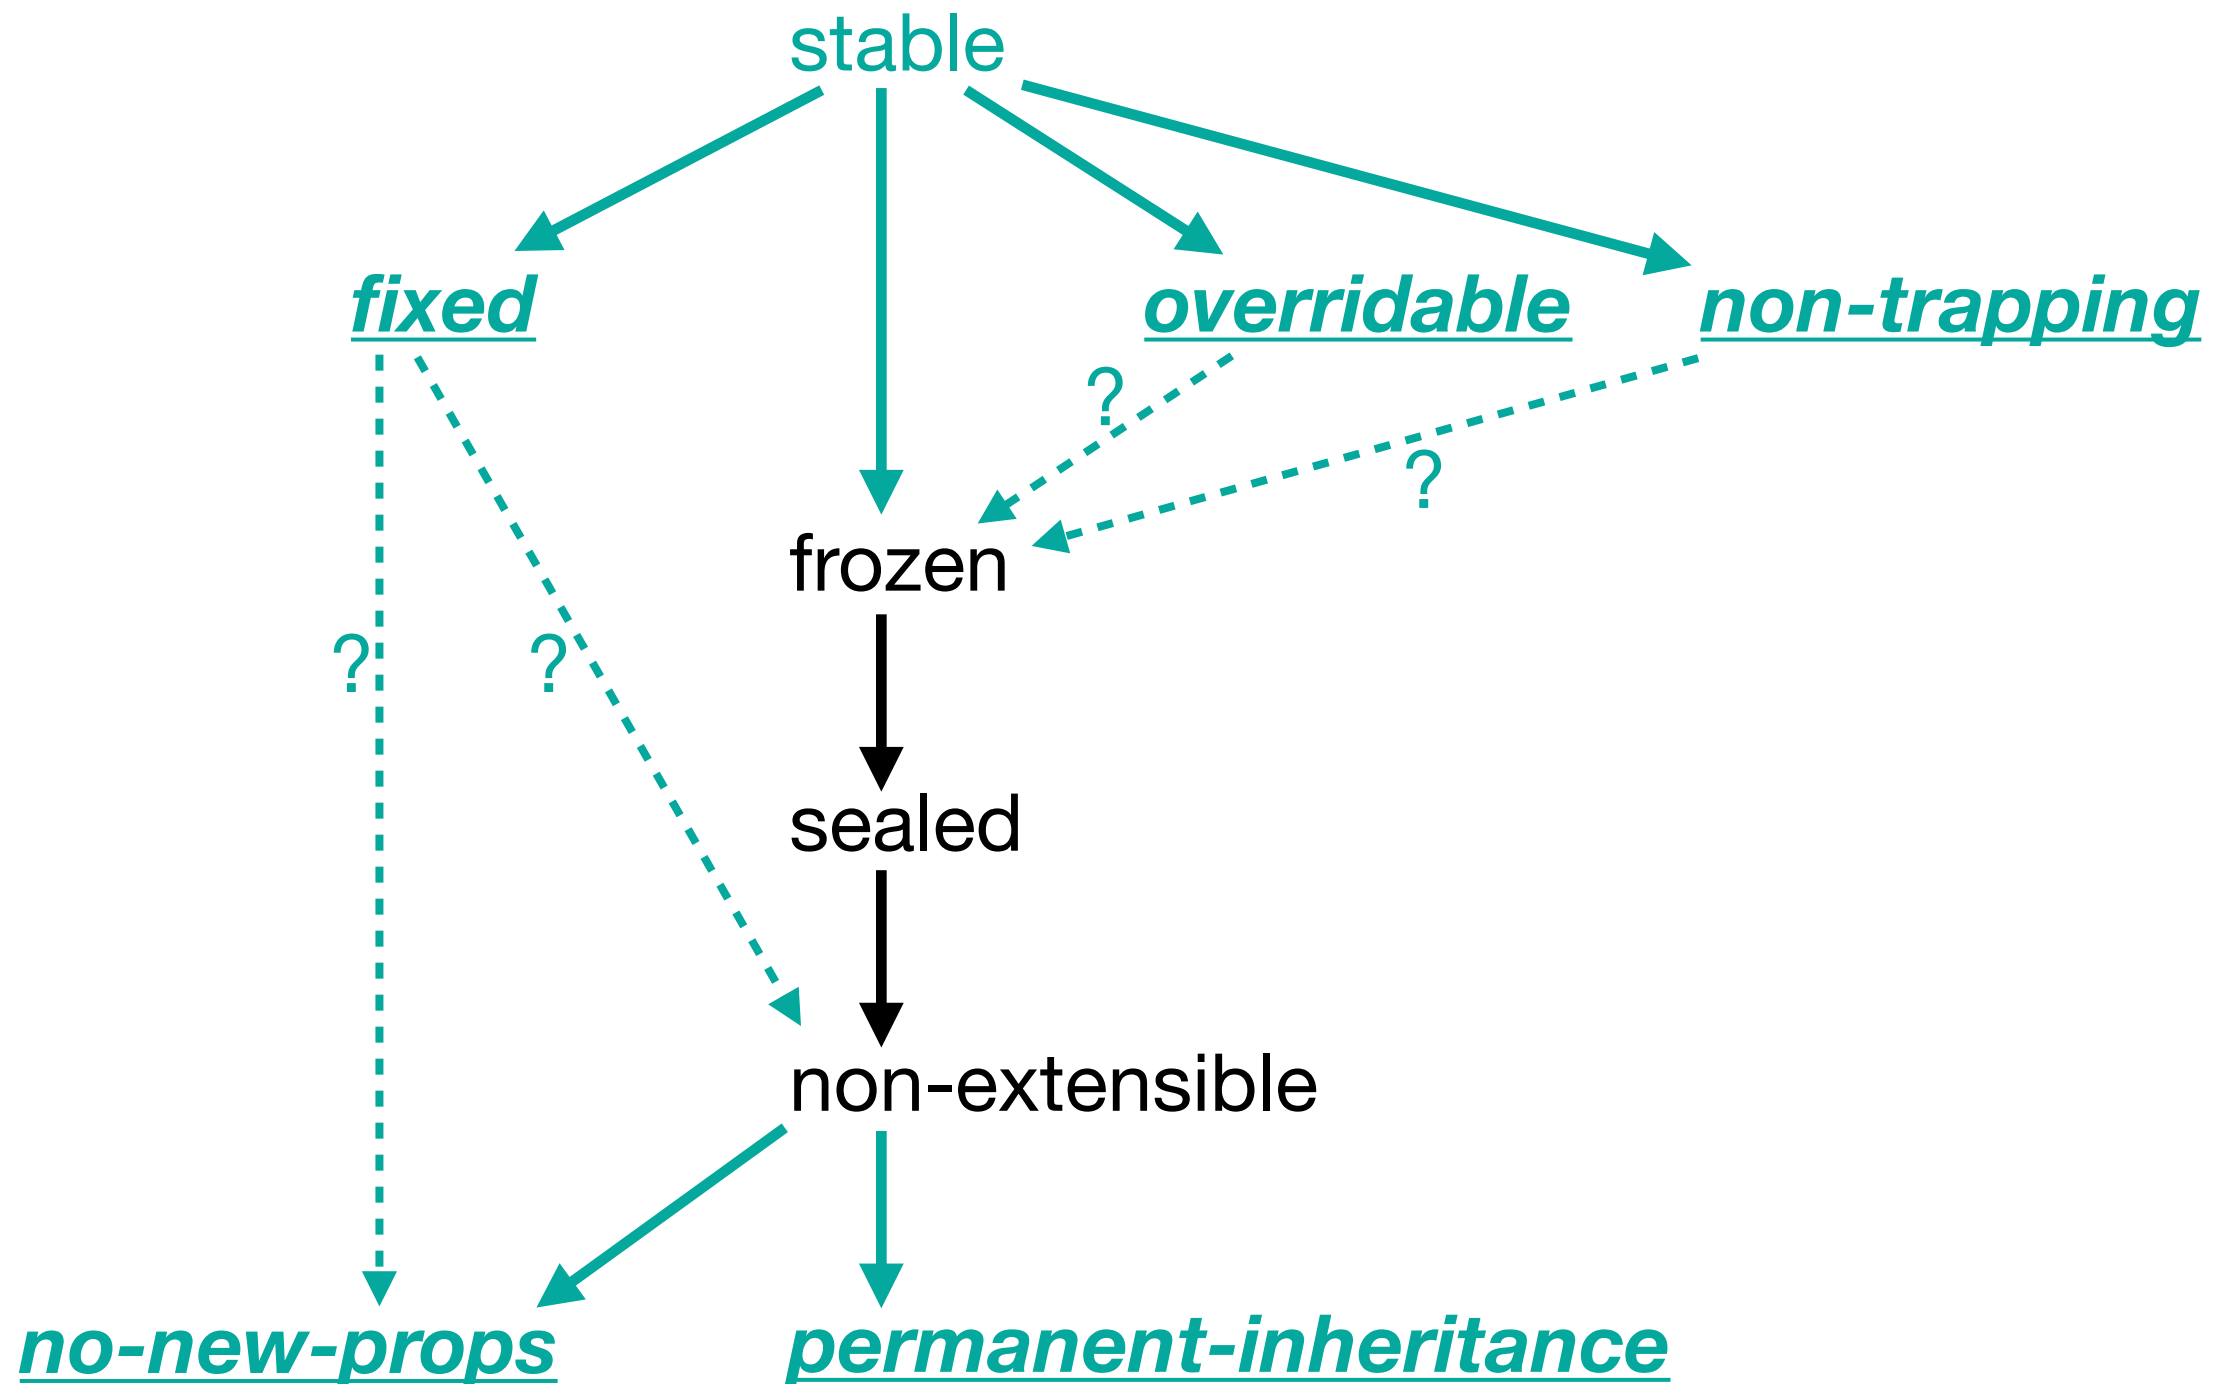 stable
fixed
overridable
non-trapping
?
?
frozen
?
?
sealed
non-extensible
no-new-props
permanent-inheritance